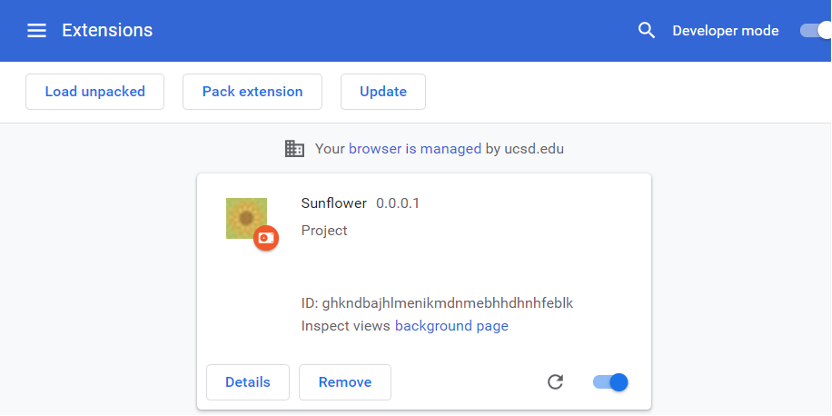 Extensions
Developer mode
Load unpacked
Pack extension
Update
Your browser is managed by ucsd.edu
Sunflower 0.0.0.1
Project
ID: ghkndbajhlmenikmdnmebhhdhnhfeblk
Inspect views background page
Details
Remove